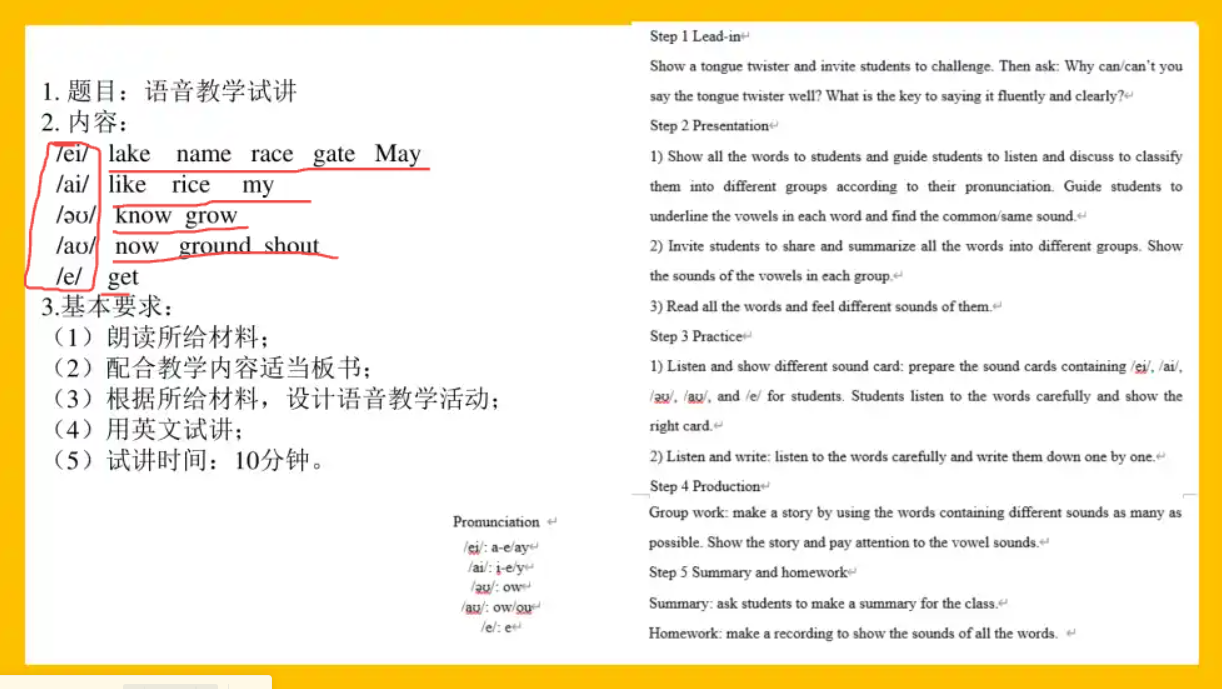 1. 题目：语音教学试讲
2. 内容：
/ei/ lake name race gate May
/ai/ like rice my
/əʊ/ know grow
/aʊ/ now ground shout
/e/ get
3.基本要求：
（1）朗读所给材料；
（2）配合教学内容适当板书；
（3）根据所给材料，设计语音教学活动；
（4）用英文试讲；
（5）试讲时间：10分钟。
Pronunciation
/ei/: a-e/ay
/ai/: i-e/y
/əʊ/: ow
/aʊ/: ow/ou
/e/: e
Step 1 Lead-in
Show a tongue twister and invite students to challenge. Then ask: Why can/can't you
say the tongue twister well? What is the key to saying it fluently and clearly?
Step 2 Presentation
1) Show all the words to students and guide students to listen and discuss to classify
them into different groups according to their pronunciation. Guide students to
underline the vowels in each word and find the common/same sound.
2) Invite students to share and summarize all the words into different groups. Show
the sounds of the vowels in each group.
3) Read all the words and feel different sounds of them.
Step 3 Practice
1) Listen and show different sound card: prepare the sound cards containing /ei/, /ai/,
/əʊ/, /aʊ/, and /e/ for students. Students listen to the words carefully and show the
right card.
2) Listen and write: listen to the words carefully and write them down one by one.
Step 4 Production
Group work: make a story by using the words containing different sounds as many as
possible. Show the story and pay attention to the vowel sounds.
Step 5 Summary and homework
Summary: ask students to make a summary for the class.
Homework: make a recording to show the sounds of all the words.